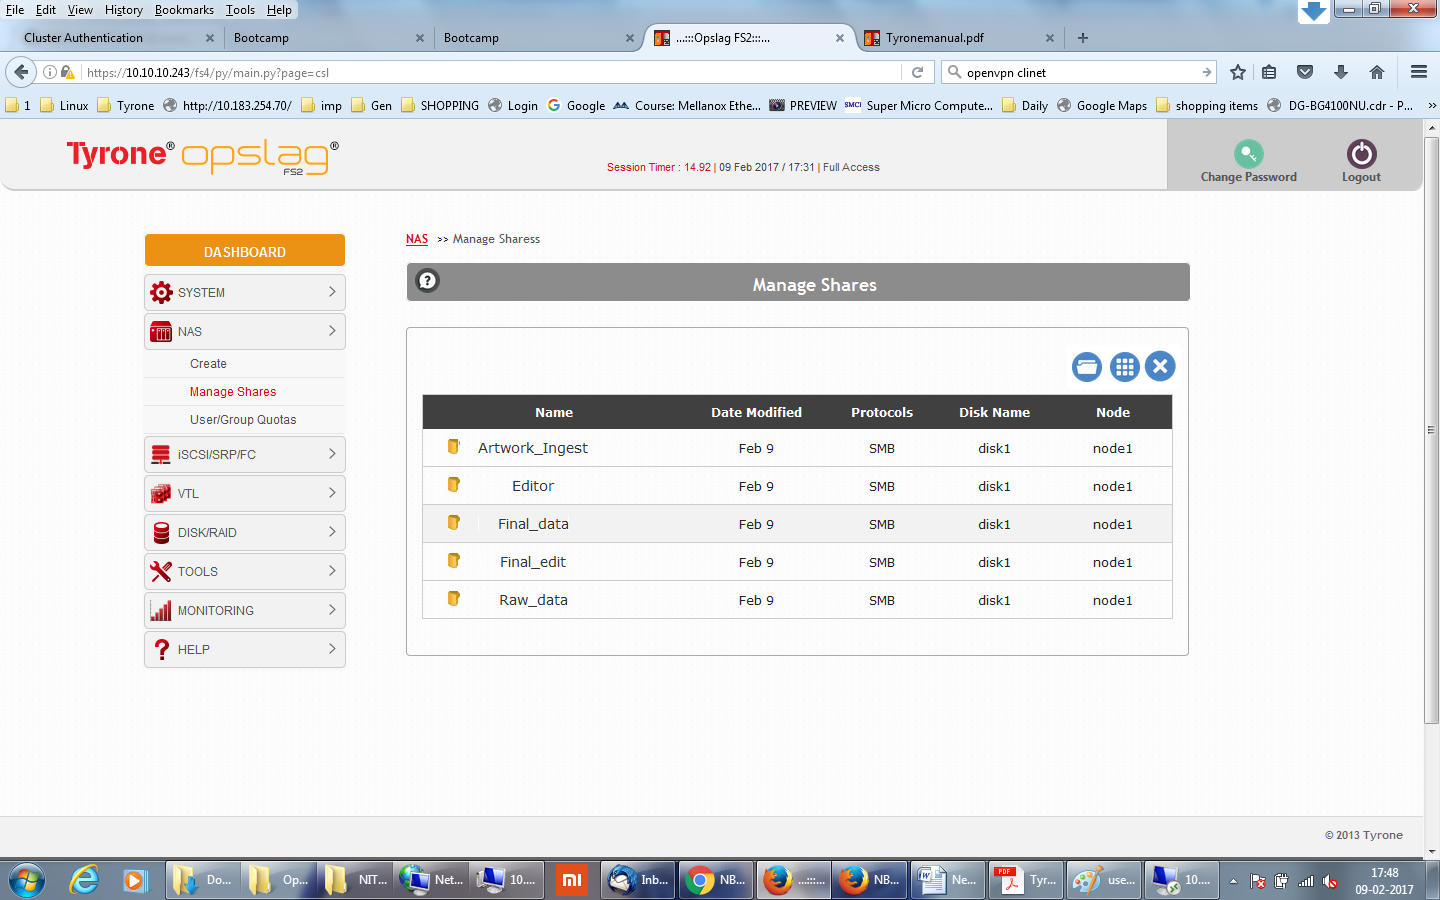 File Edit View History Bookmarks Tools Help
Cluster Authentication Bootcamp Bootcamp ...:::Opslag FS2:::... Tyronemanual.pdf
https://10.10.10.243/fs4/py/main.py?page=csl openvpn clinet
1 Linux Tyrone http://10.183.254.70/ imp Gen SHOPPING Login Google Course: Mellanox Ethe... PREVIEW Super Micro Compute... Daily Google Maps shopping items DG-BG4100NU.cdr - P...
Tyrone® opslag® FS2
Session Timer : 14.92 | 09 Feb 2017 / 17:31 | Full Access
Change Password Logout
DASHBOARD
SYSTEM
NAS
Create
Manage Shares
User/Group Quotas
iSCSI/SRP/FC
VTL
DISK/RAID
TOOLS
MONITORING
HELP
NAS >> Manage Sharess
Manage Shares
Name Date Modified Protocols Disk Name Node
Artwork_Ingest Feb 9 SMB disk1 node1
Editor Feb 9 SMB disk1 node1
Final_data Feb 9 SMB disk1 node1
Final_edit Feb 9 SMB disk1 node1
Raw_data Feb 9 SMB disk1 node1
© 2013 Tyrone
Do... Op... NIT... Net... 10.... mi Inb... NB... ...:::... NB... Ne... PDF Tyr... use... 10....
17:48
09-02-2017